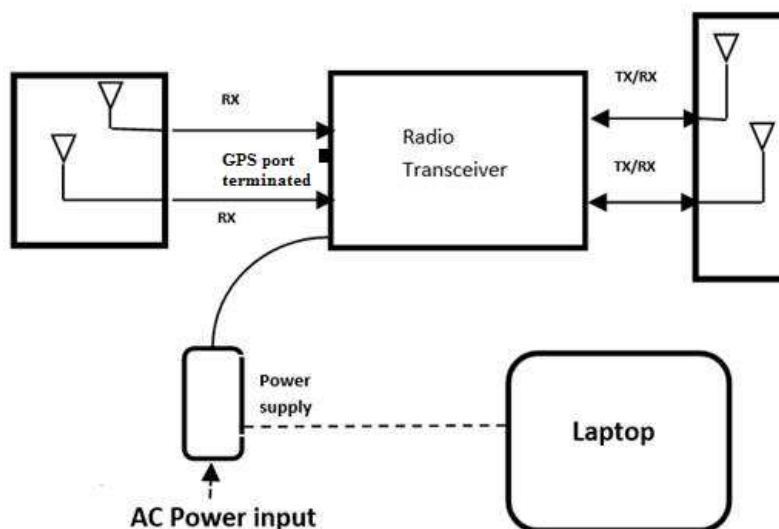 TX/RX
RX
Radio
Transceiver
GPS port
terminated
TX/RX
RX
Power
supply
Laptop
AC Power input